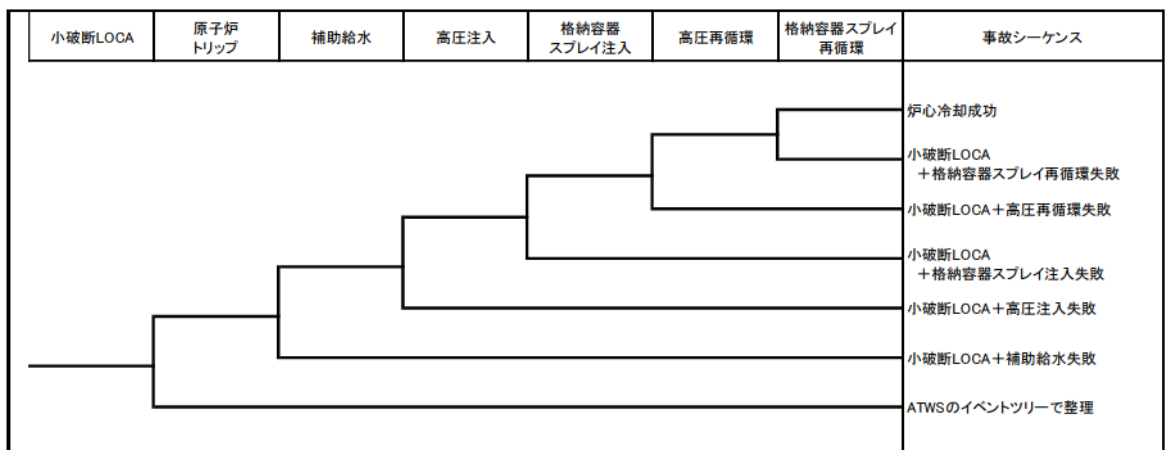 小破断LOCA
原子炉
トリップ
補助給水
高圧注入
格納容器
スプレイ注入
高圧再循環
格納容器スプレイ
再循環
事故シーケンス
炉心冷却成功
小破断LOCA
＋格納容器スプレイ再循環失敗
小破断LOCA＋高圧再循環失敗
小破断LOCA
＋格納容器スプレイ注入失敗
小破断LOCA＋高圧注入失敗
小破断LOCA＋補助給水失敗
ATWSのイベントツリーで整理